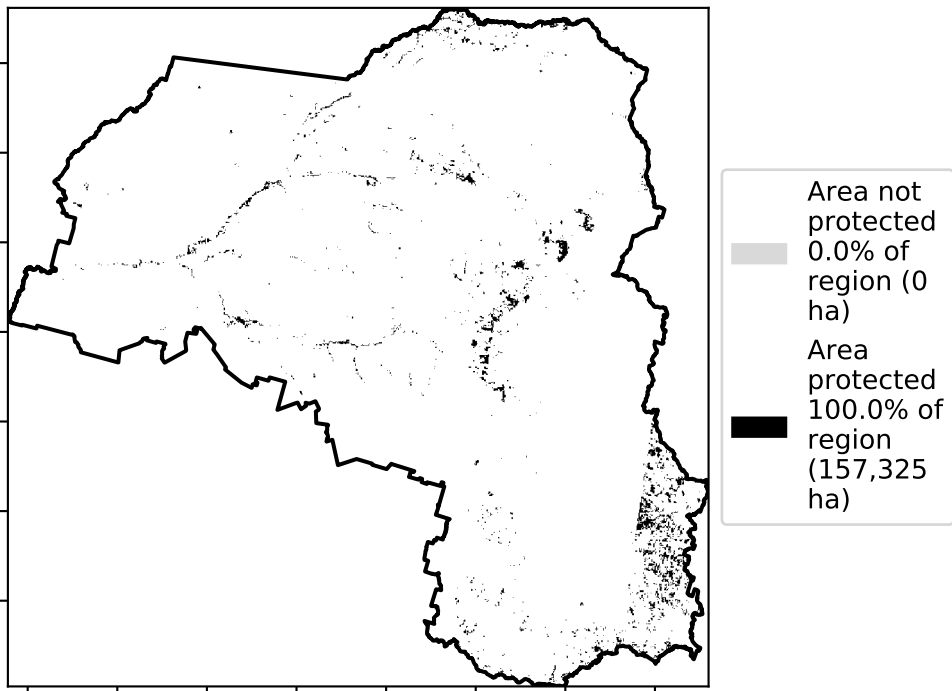 Area not
protected
0.0% of
region (0
ha)
Area
protected
100.0% of
region
(157,325
ha)